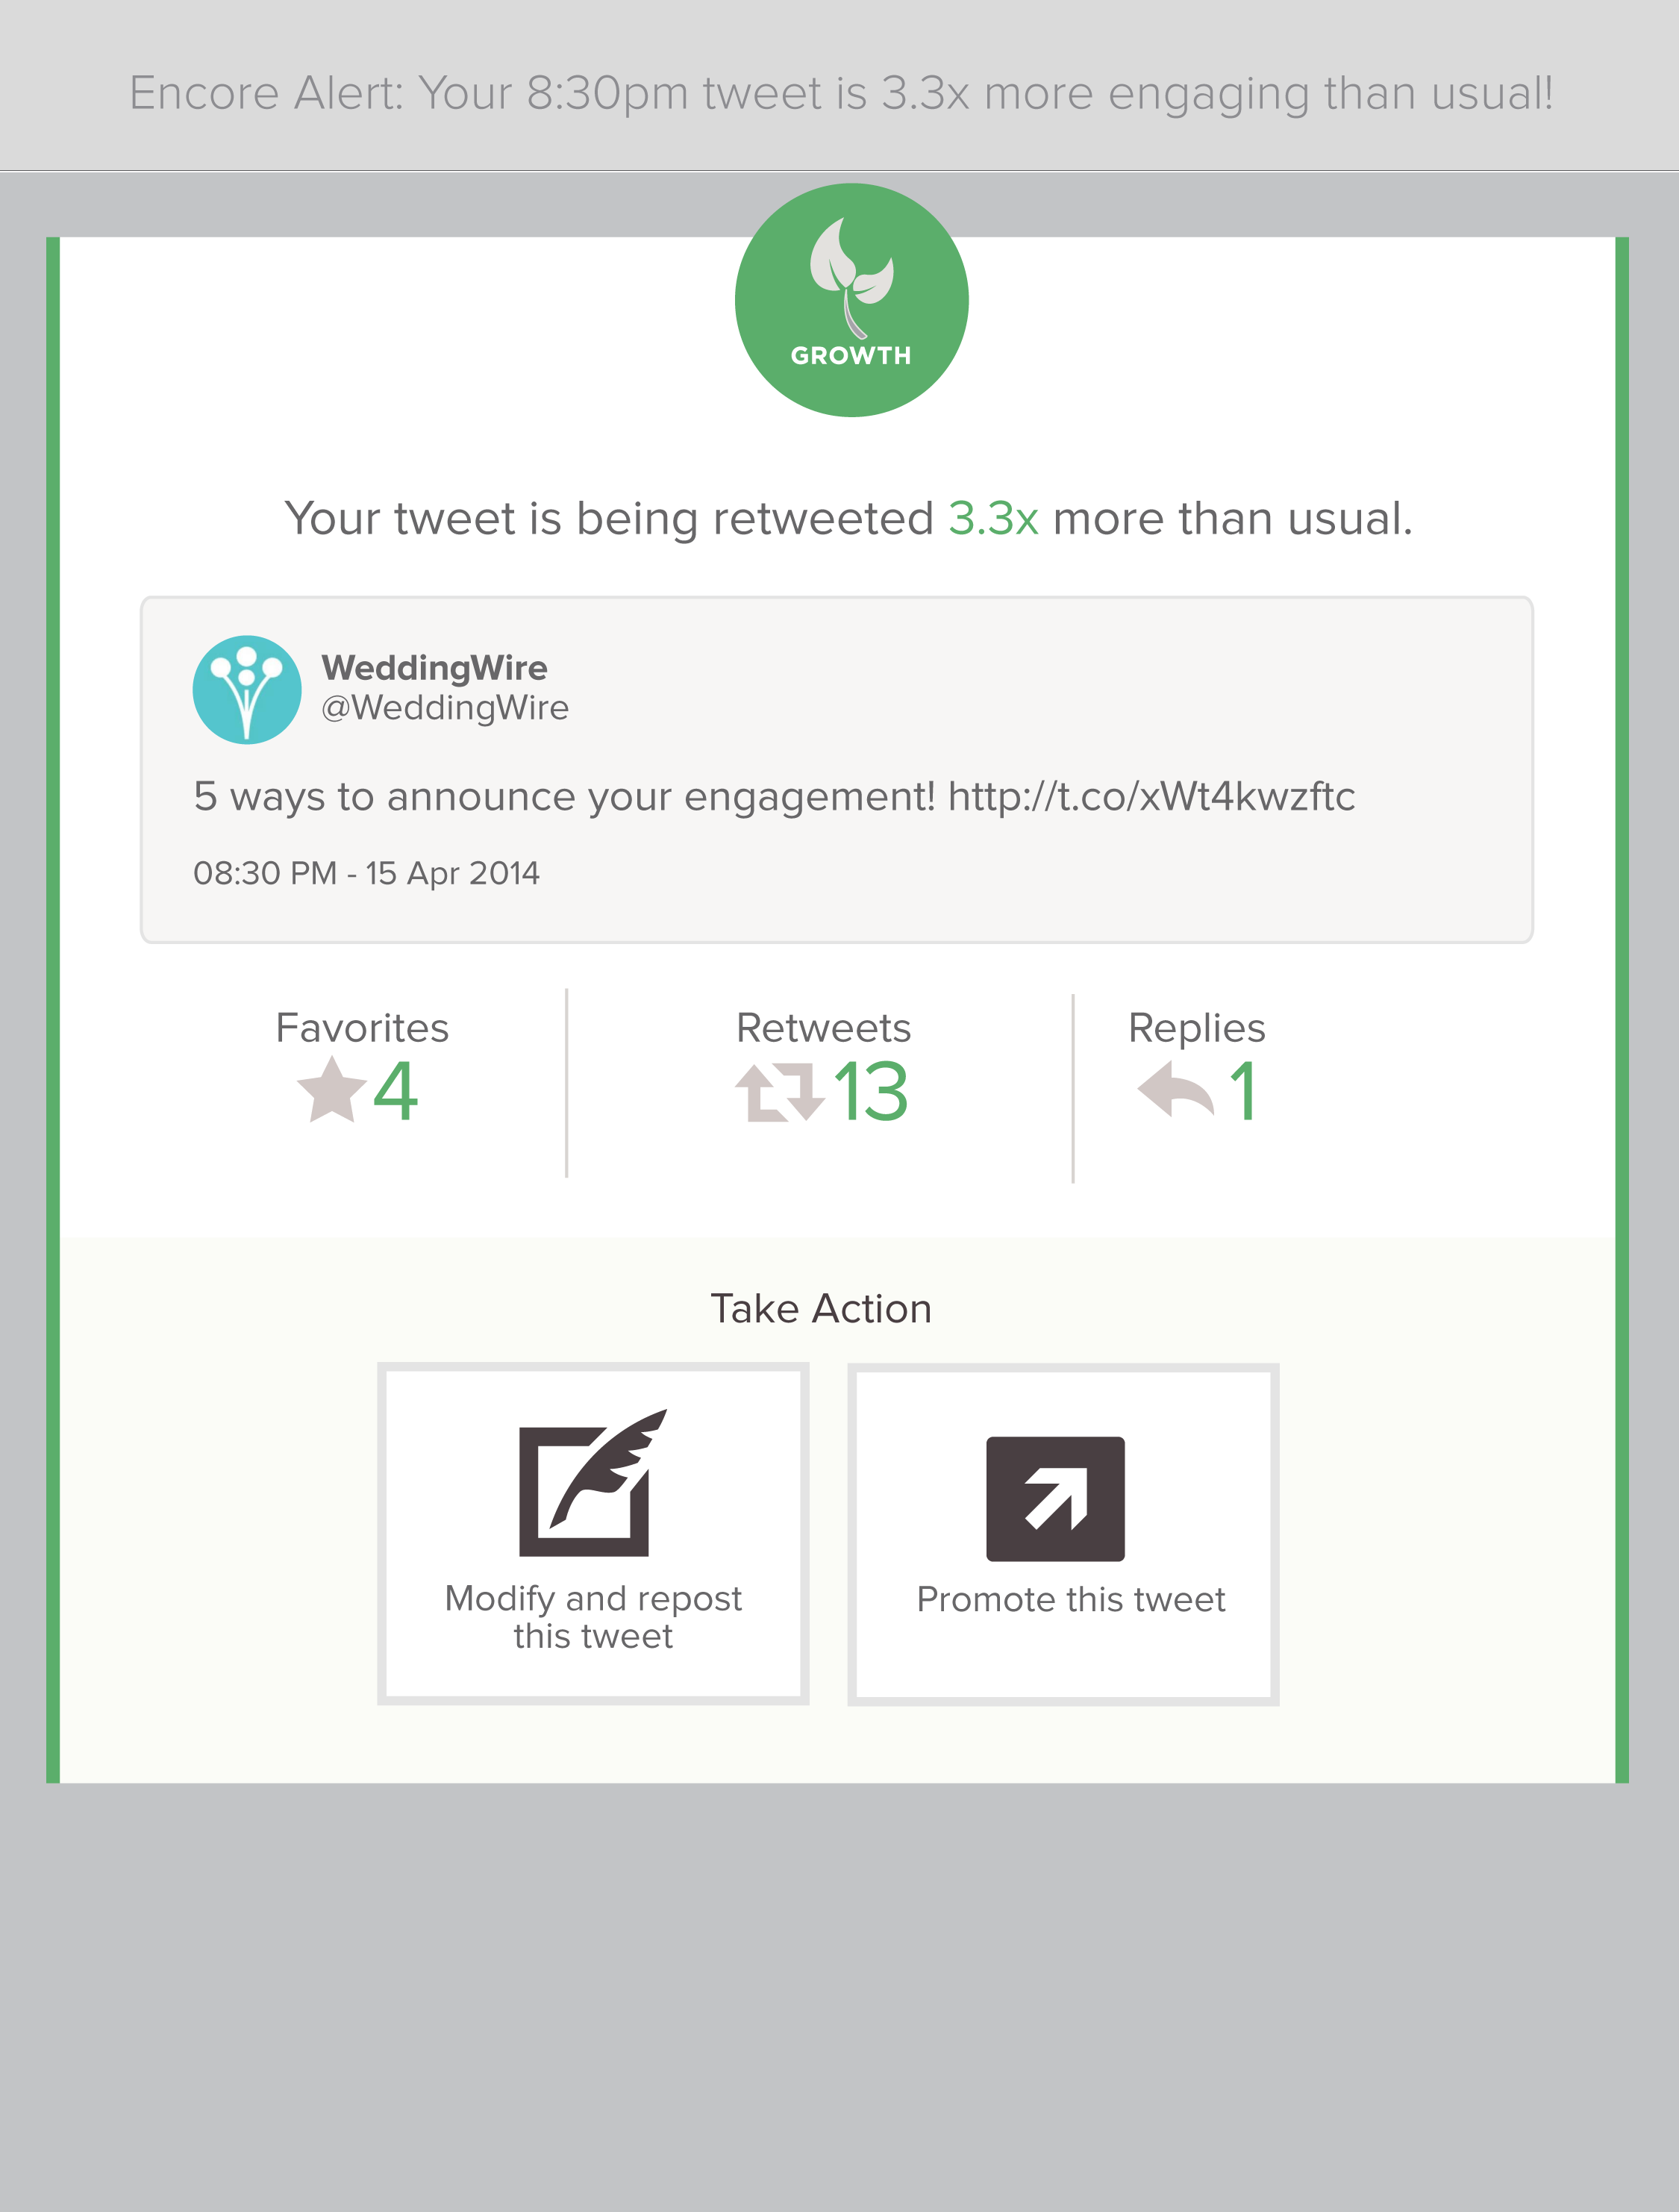 Encore Alert: Your 8:30pm tweet is 3.3x more engaging than usual!
GROWTH
Your tweet is being retweeted 3.3x more than usual.
WeddingWire
@WeddingWire
5 ways to announce your engagement! http://t.co/xWt4kwzftc
08:30 PM - 15 Apr 2014
Favorites
4
Retweets
13
Replies
1
Take Action
Modify and repost
this tweet
Promote this tweet